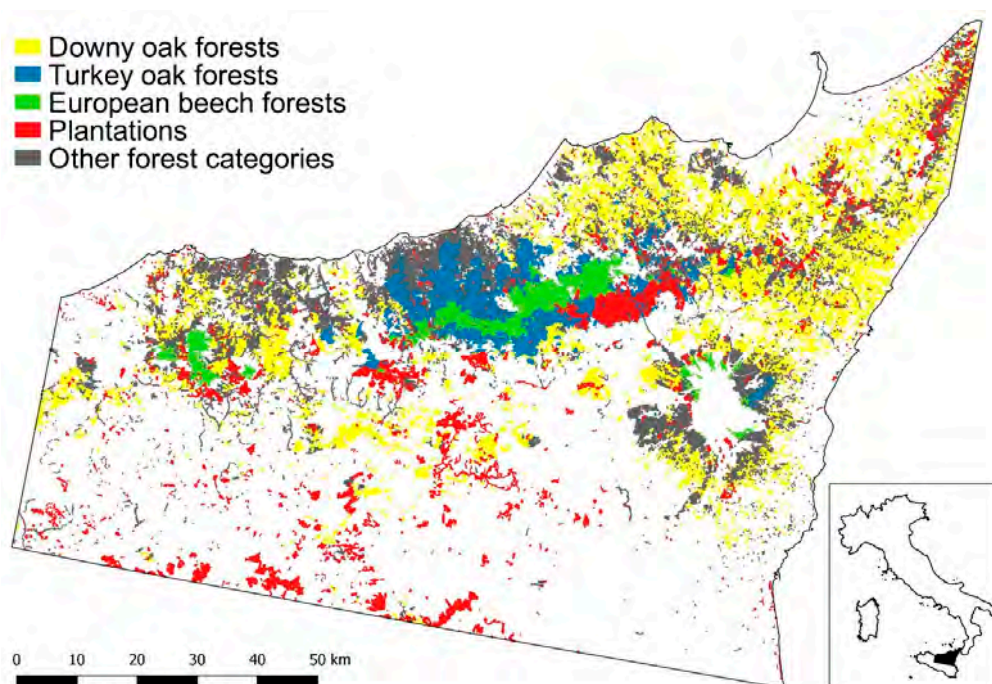 Downy oak forests
Turkey oak forests
European beech forests
Plantations
Other forest categories
0 10 20 30 40 50 km